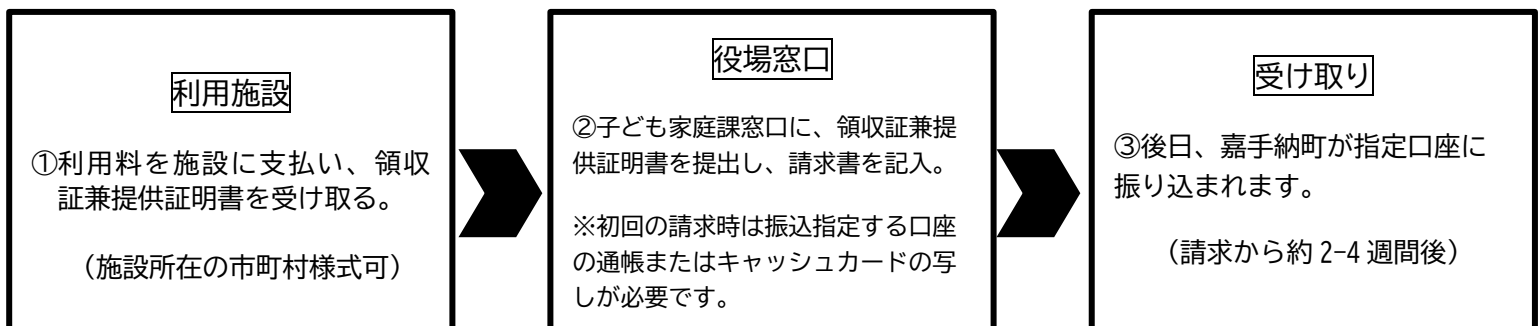 利用施設
①利用料を施設に支払い、領収
証兼提供証明書を受け取る。
（施設所在の市町村様式可）
役場窓口
②子ども家庭課窓口に、領収証兼提
供証明書を提出し、請求書を記入。
※初回の請求時は振込指定する口座
の通帳またはキャッシュカードの写
しが必要です。
受け取り
③後日、嘉手納町が指定口座に
振り込まれます。
（請求から約 2-4 週間後）